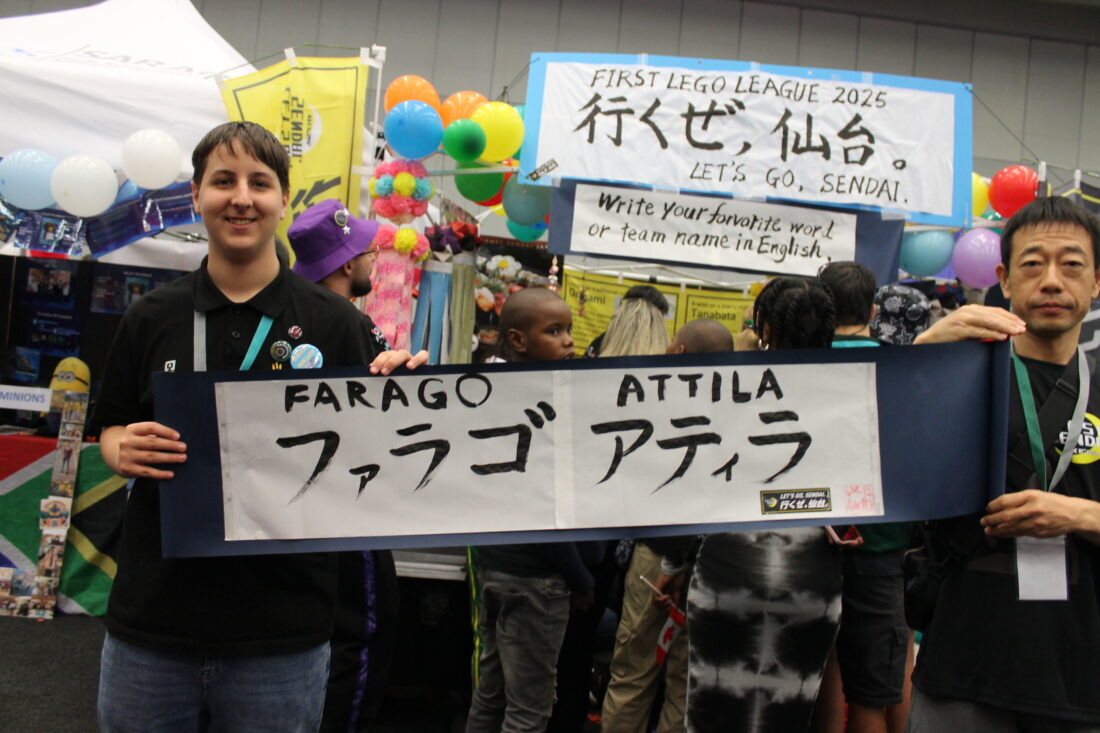 FIRST LEGO LEAGUE 2025
行くぜ,仙台。
LET'S GO, SENDAI.
Write your forvorite word
or team name in English.
SENDAI.
Origami
Tanabata
MINIONS
FARAGO ATTILA
ファラゴ アティラ
LET'S GO, SENDAI.
行くぜ,仙台。